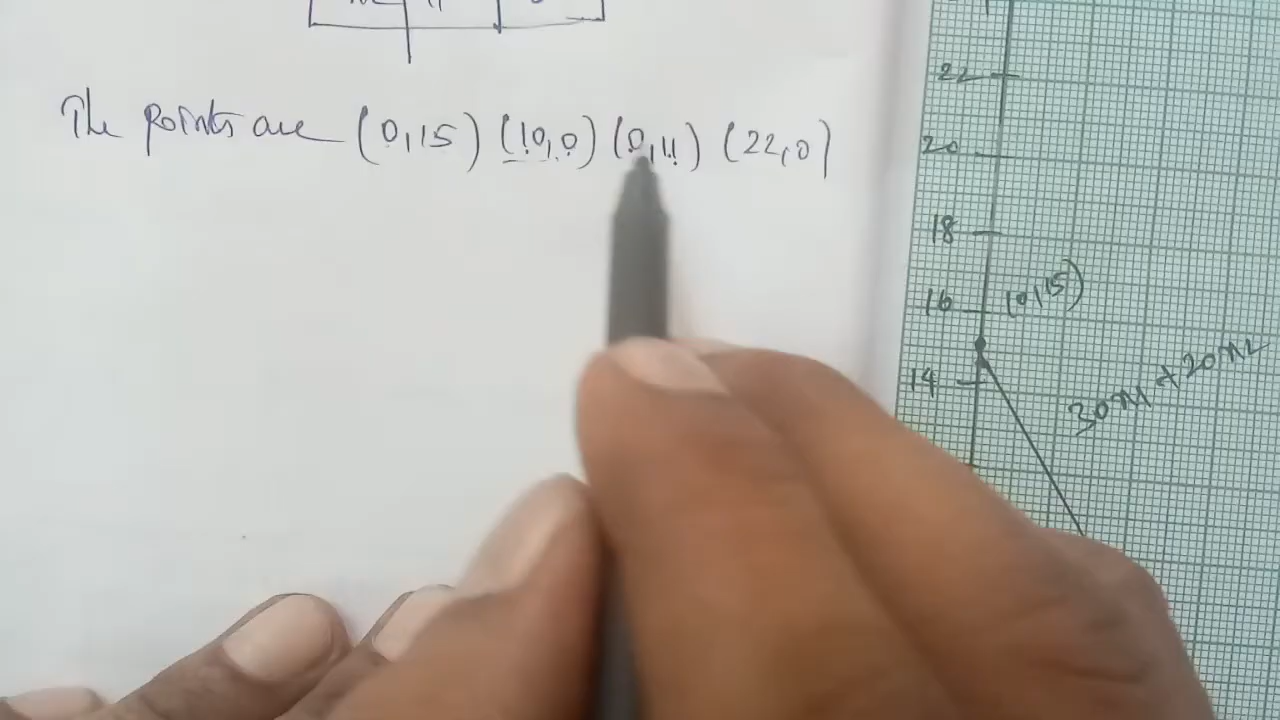 The points are (0,15) (10,0) (0,11) (22,0)
22
20
18
16 (0,15)
14
30x1 + 20x2